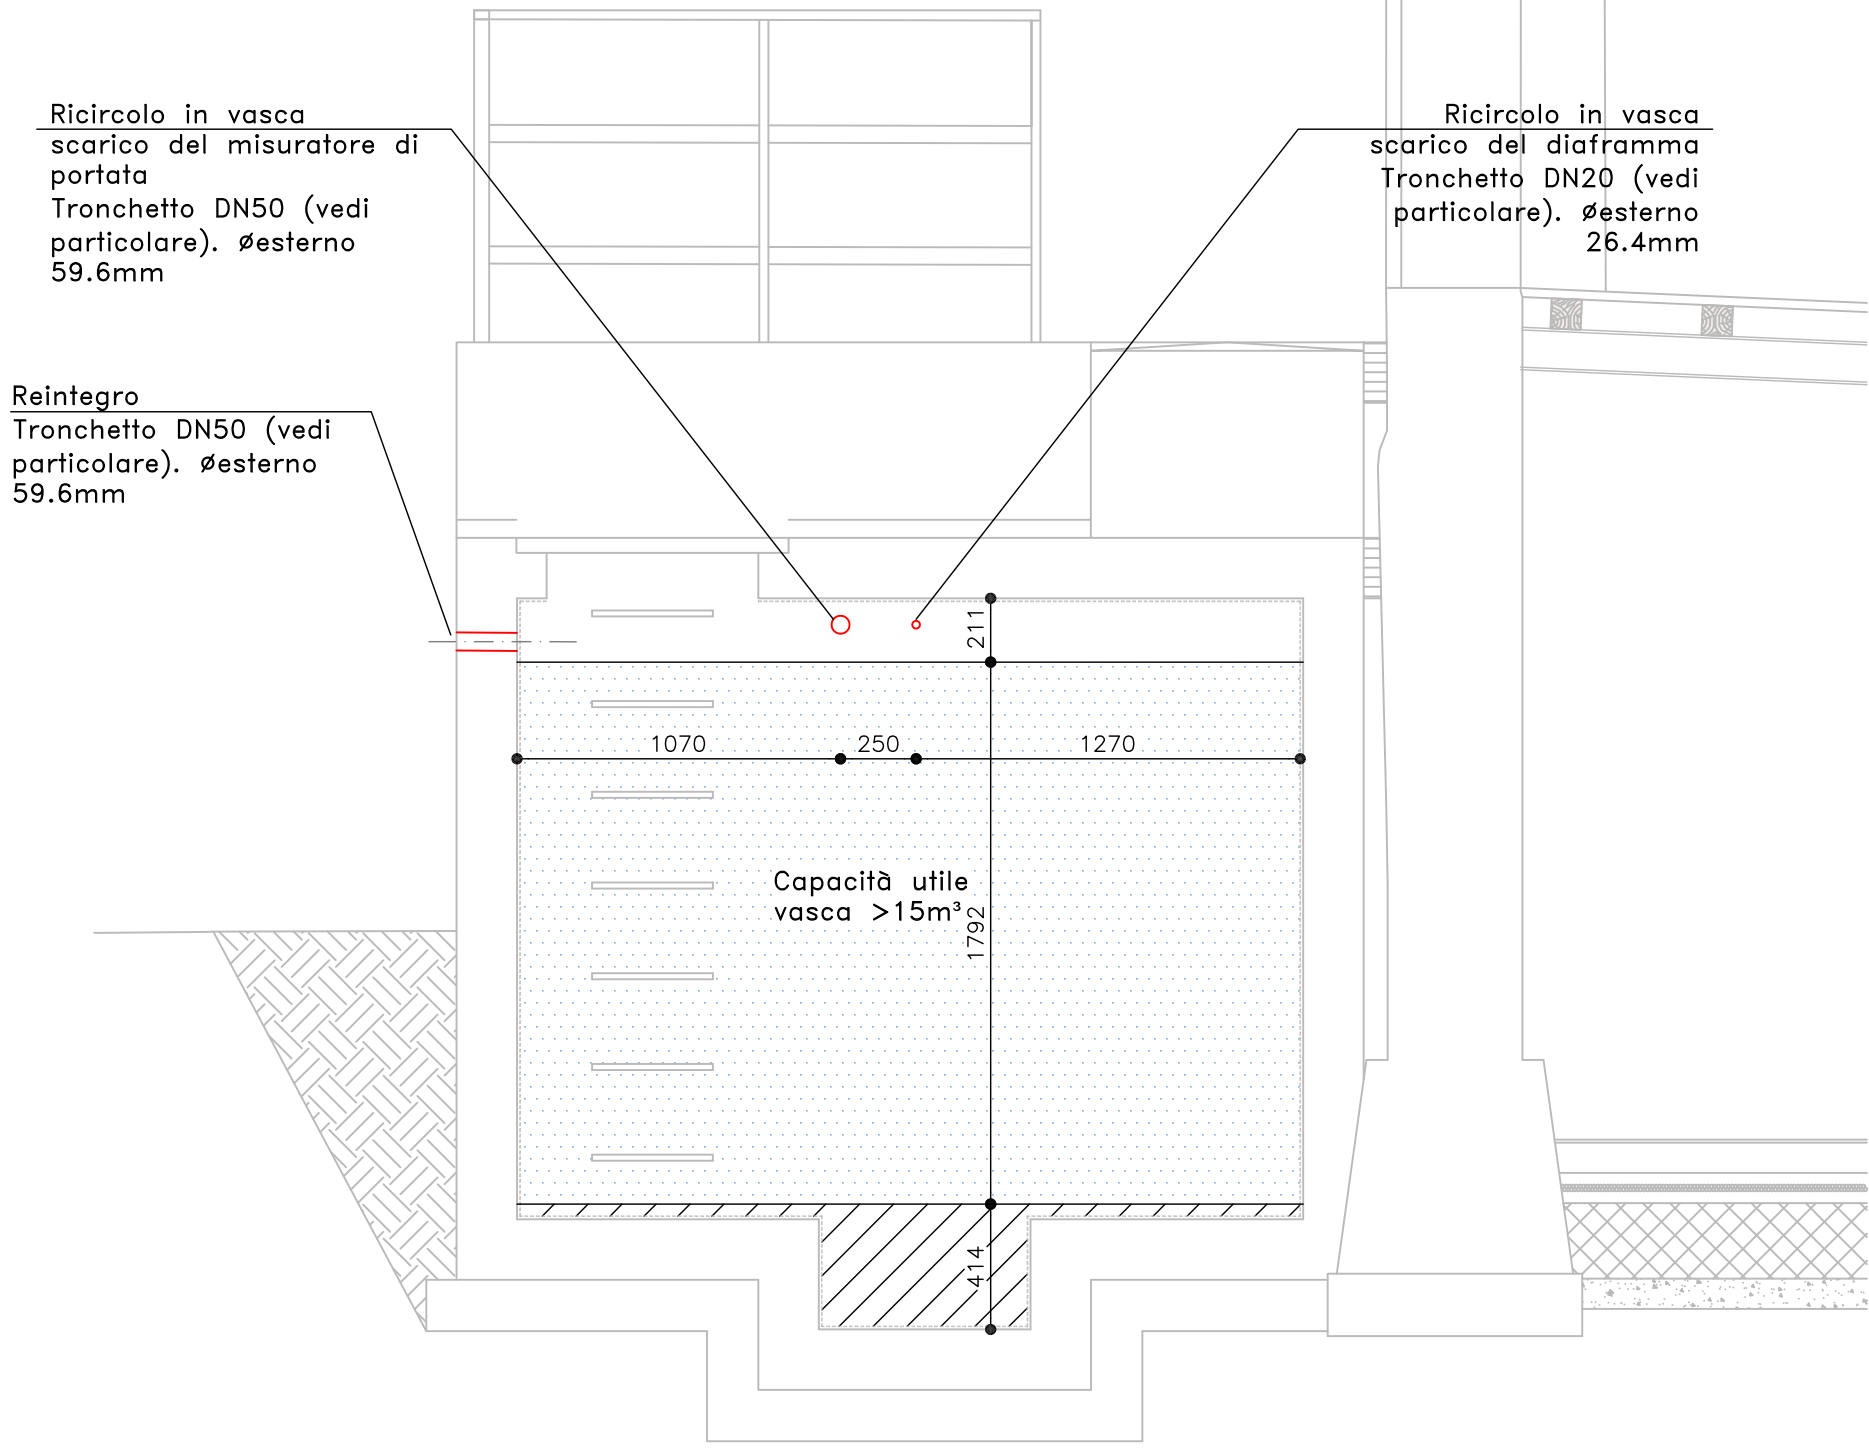 Ricircolo in vasca
scarico del misuratore di
portata
Tronchetto DN50 (vedi
particolare). Øesterno
59.6mm
Ricircolo in vasca
scarico del diaframma
Tronchetto DN20 (vedi
particolare). Øesterno
26.4mm
Reintegro
Tronchetto DN50 (vedi
particolare). Øesterno
59.6mm
211
1070
250
1270
Capacità utile
vasca >15m³
1792
414